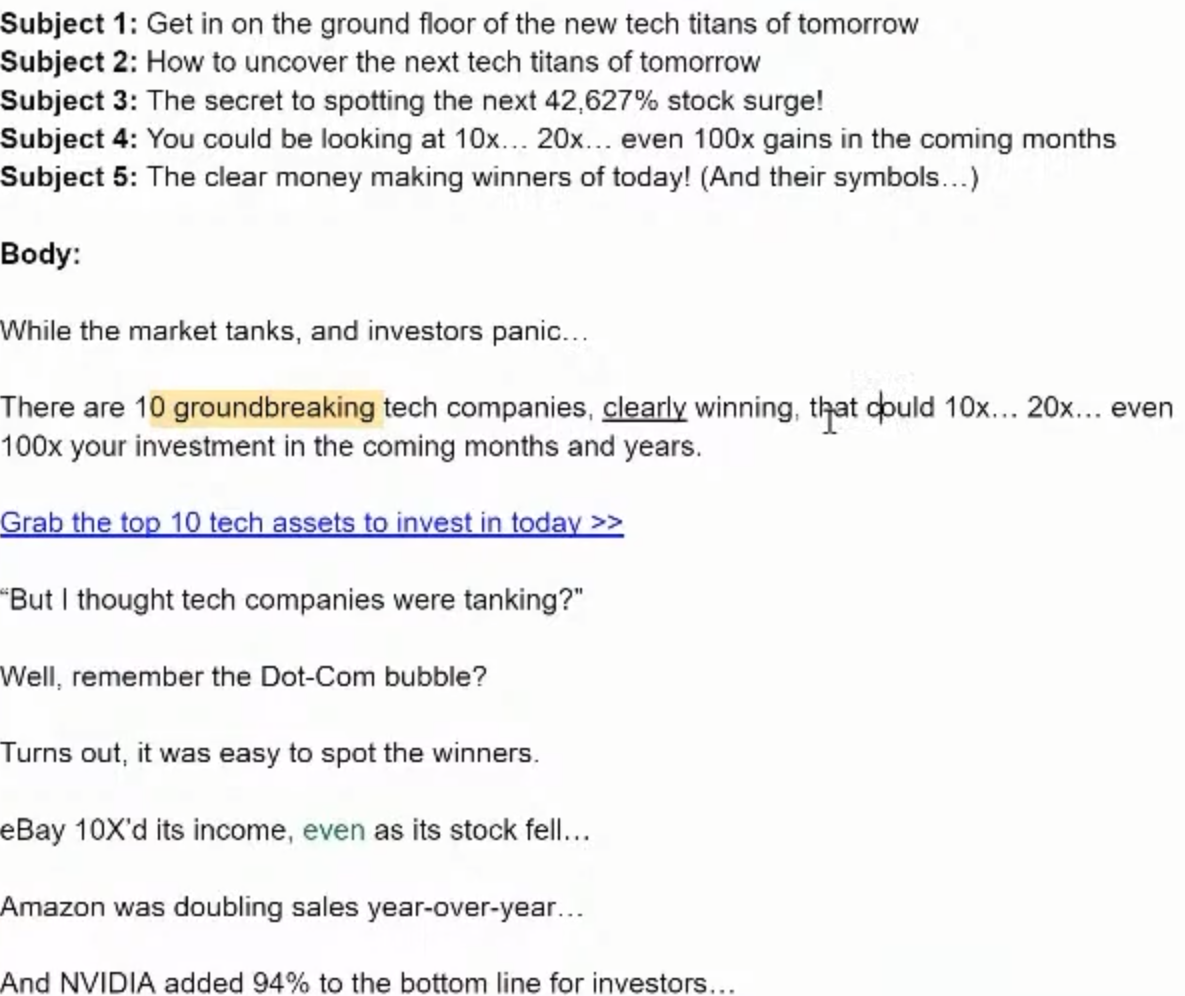 Subject 1: Get in on the ground floor of the new tech titans of tomorrow
Subject 2: How to uncover the next tech titans of tomorrow
Subject 3: The secret to spotting the next 42,627% stock surge!
Subject 4: You could be looking at 10x… 20x… even 100x gains in the coming months
Subject 5: The clear money making winners of today! (And their symbols…)
Body:
While the market tanks, and investors panic…
There are 10 groundbreaking tech companies, clearly winning, that could 10x… 20x… even
100x your investment in the coming months and years.
Grab the top 10 tech assets to invest in today >>
“But I thought tech companies were tanking?”
Well, remember the Dot-Com bubble?
Turns out, it was easy to spot the winners.
eBay 10X'd its income, even as its stock fell…
Amazon was doubling sales year-over-year…
And NVIDIA added 94% to the bottom line for investors…